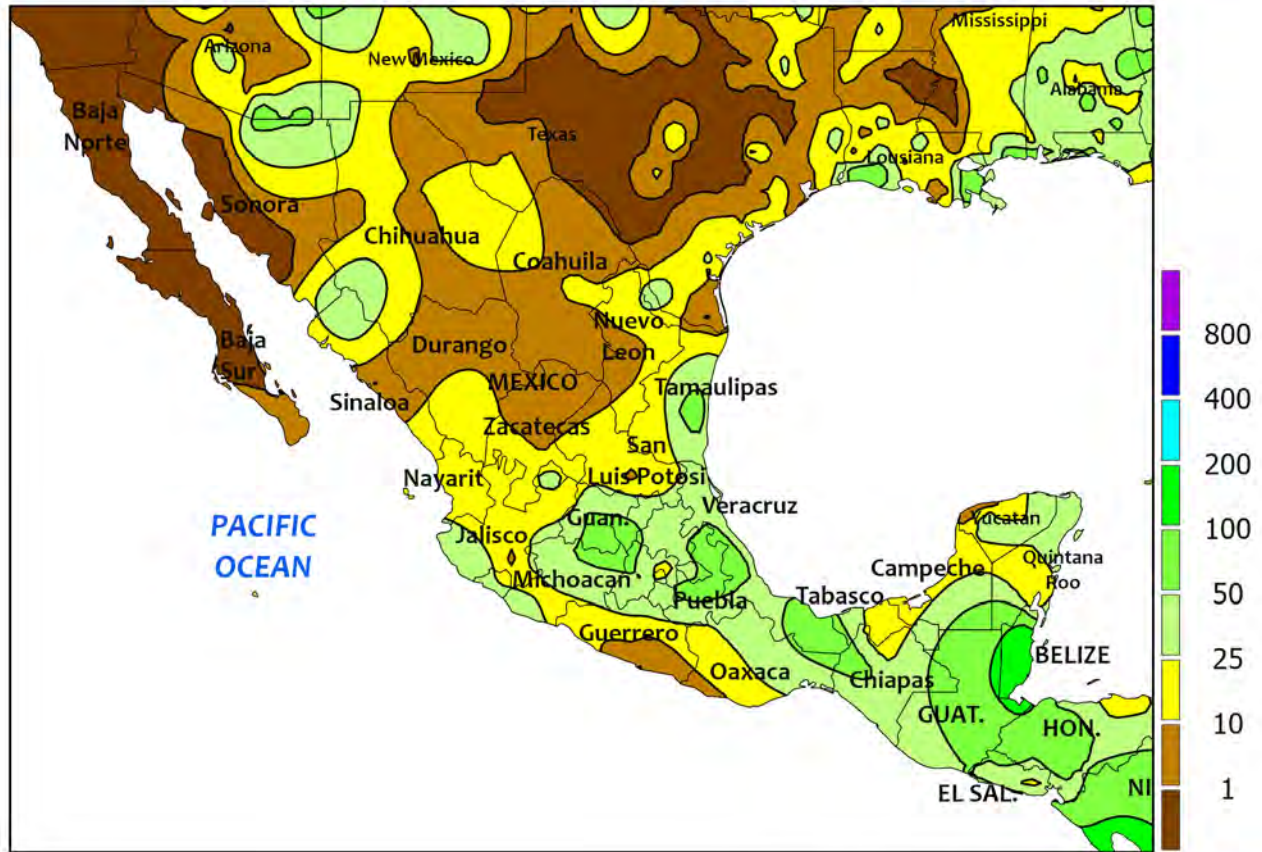 Mississippi
Arizona
New Mexico
Alabama
Baja
Norte
Texas
Lousiana
Sonora
Chihuahua
Coahuila
Nuevo
Leon
Durango
Baja
Sur
MEXICO
Tamaulipas
Sinaloa
Zacatecas
San
Luis Potosi
Nayarit
Veracruz
Guan.
Yucatan
PACIFIC
OCEAN
Jalisco
Quintana
Roo
Campeche
Michoacan
Puebla
Tabasco
Guerrero
BELIZE
Oaxaca
Chiapas
GUAT.
HON.
EL SAL.
NI
800
400
200
100
50
25
10
1